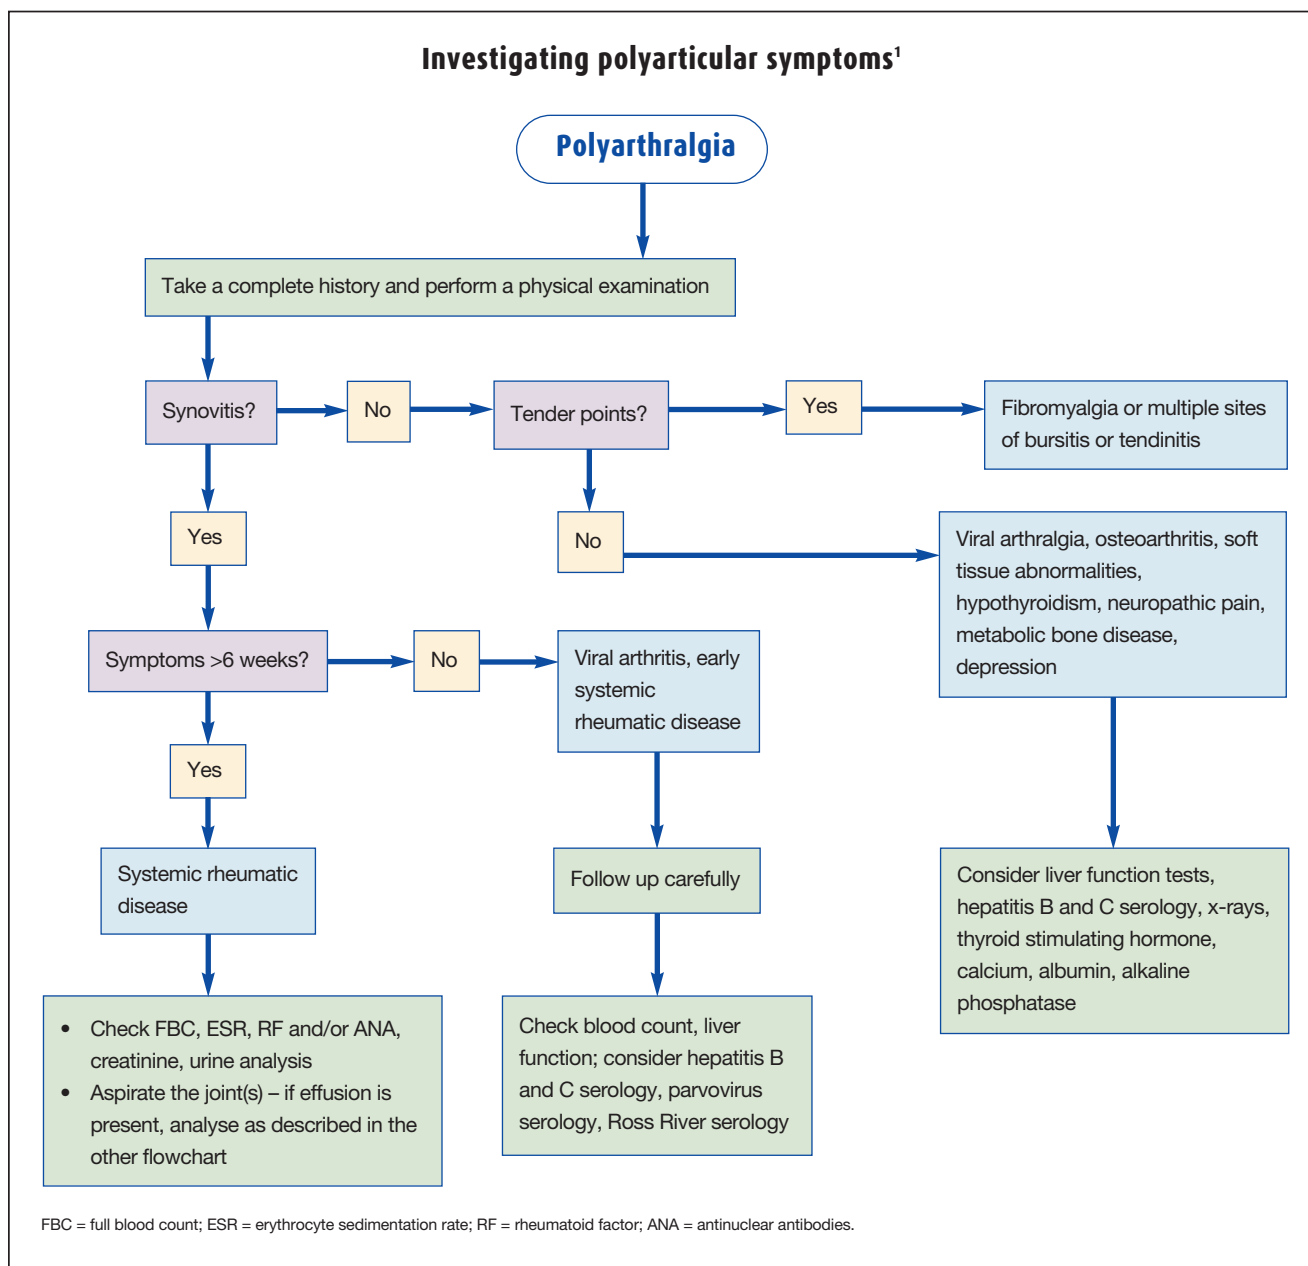 Investigating polyarticular symptoms¹
Polyarthralgia
Take a complete history and perform a physical examination
Synovitis?
No
Tender points?
Yes
Fibromyalgia or multiple sites
of bursitis or tendinitis
Yes
No
Viral arthralgia, osteoarthritis, soft
tissue abnormalities,
hypothyroidism, neuropathic pain,
metabolic bone disease,
depression
Symptoms >6 weeks?
No
Viral arthritis, early
systemic
rheumatic disease
Yes
Systemic rheumatic
disease
Follow up carefully
Consider liver function tests,
hepatitis B and C serology, x-rays,
thyroid stimulating hormone,
calcium, albumin, alkaline
phosphatase
• Check FBC, ESR, RF and/or ANA,
creatinine, urine analysis
• Aspirate the joint(s) – if effusion is
present, analyse as described in the
other flowchart
Check blood count, liver
function; consider hepatitis B
and C serology, parvovirus
serology, Ross River serology
FBC = full blood count; ESR = erythrocyte sedimentation rate; RF = rheumatoid factor; ANA = antinuclear antibodies.